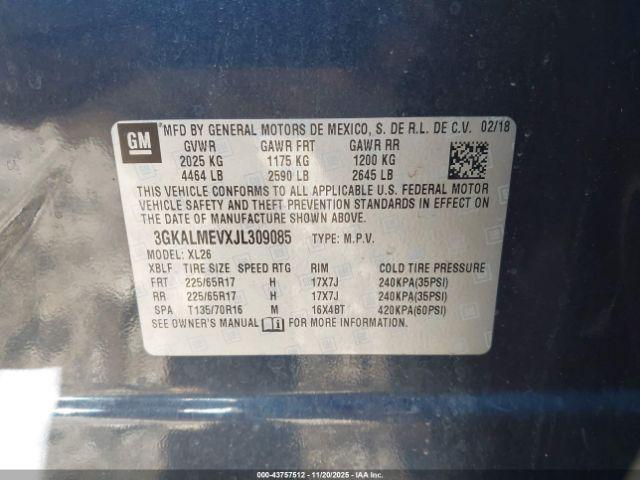 GM MFD BY GENERAL MOTORS DE MEXICO, S. DE R.L. DE C.V. 02/18
GVWR GAWR FRT GAWR RR
2025 KG 1175 KG 1200 KG
4464 LB 2590 LB 2645 LB
THIS VEHICLE CONFORMS TO ALL APPLICABLE U.S. FEDERAL MOTOR
VEHICLE SAFETY AND THEFT PREVENTION STANDARDS IN EFFECT ON
THE DATE OF MANUFACTURE SHOWN ABOVE.
3GKALMEVXJL309085 TYPE: M.P.V.
MODEL: XL26
XBLF TIRE SIZE SPEED RTG RIM COLD TIRE PRESSURE
FRT 225/65R17 H 17X7J 240KPA(35PSI)
RR 225/65R17 H 17X7J 240KPA(35PSI)
SPA T135/70R16 M 16X4BT 420KPA(60PSI)
SEE OWNER'S MANUAL FOR MORE INFORMATION.
000-43757512 - 11/20/2025 - IAA Inc.